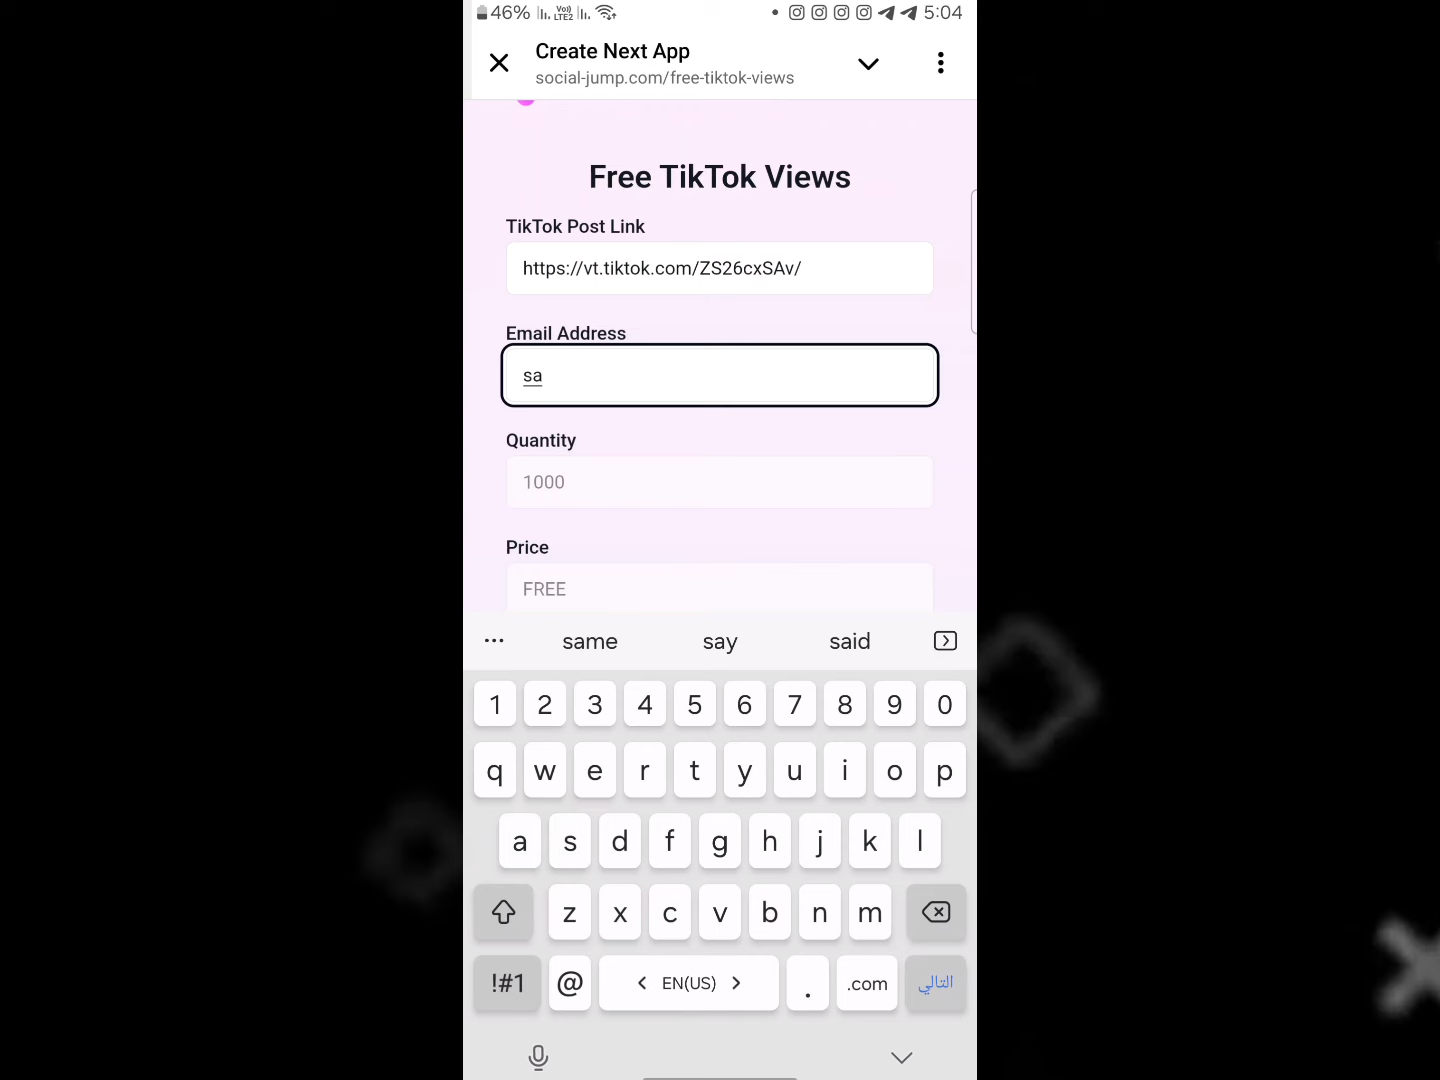 46% Vo)) LTE2 5:04
Create Next App
social-jump.com/free-tiktok-views
Free TikTok Views
TikTok Post Link
https://vt.tiktok.com/ZS26cxSAv/
Email Address
sa
Quantity
1000
Price
FREE
same say said
1 2 3 4 5 6 7 8 9 0
q w e r t y u i o p
a s d f g h j k l
z x c v b n m
!#1 @ < EN(US) > . .com التالي